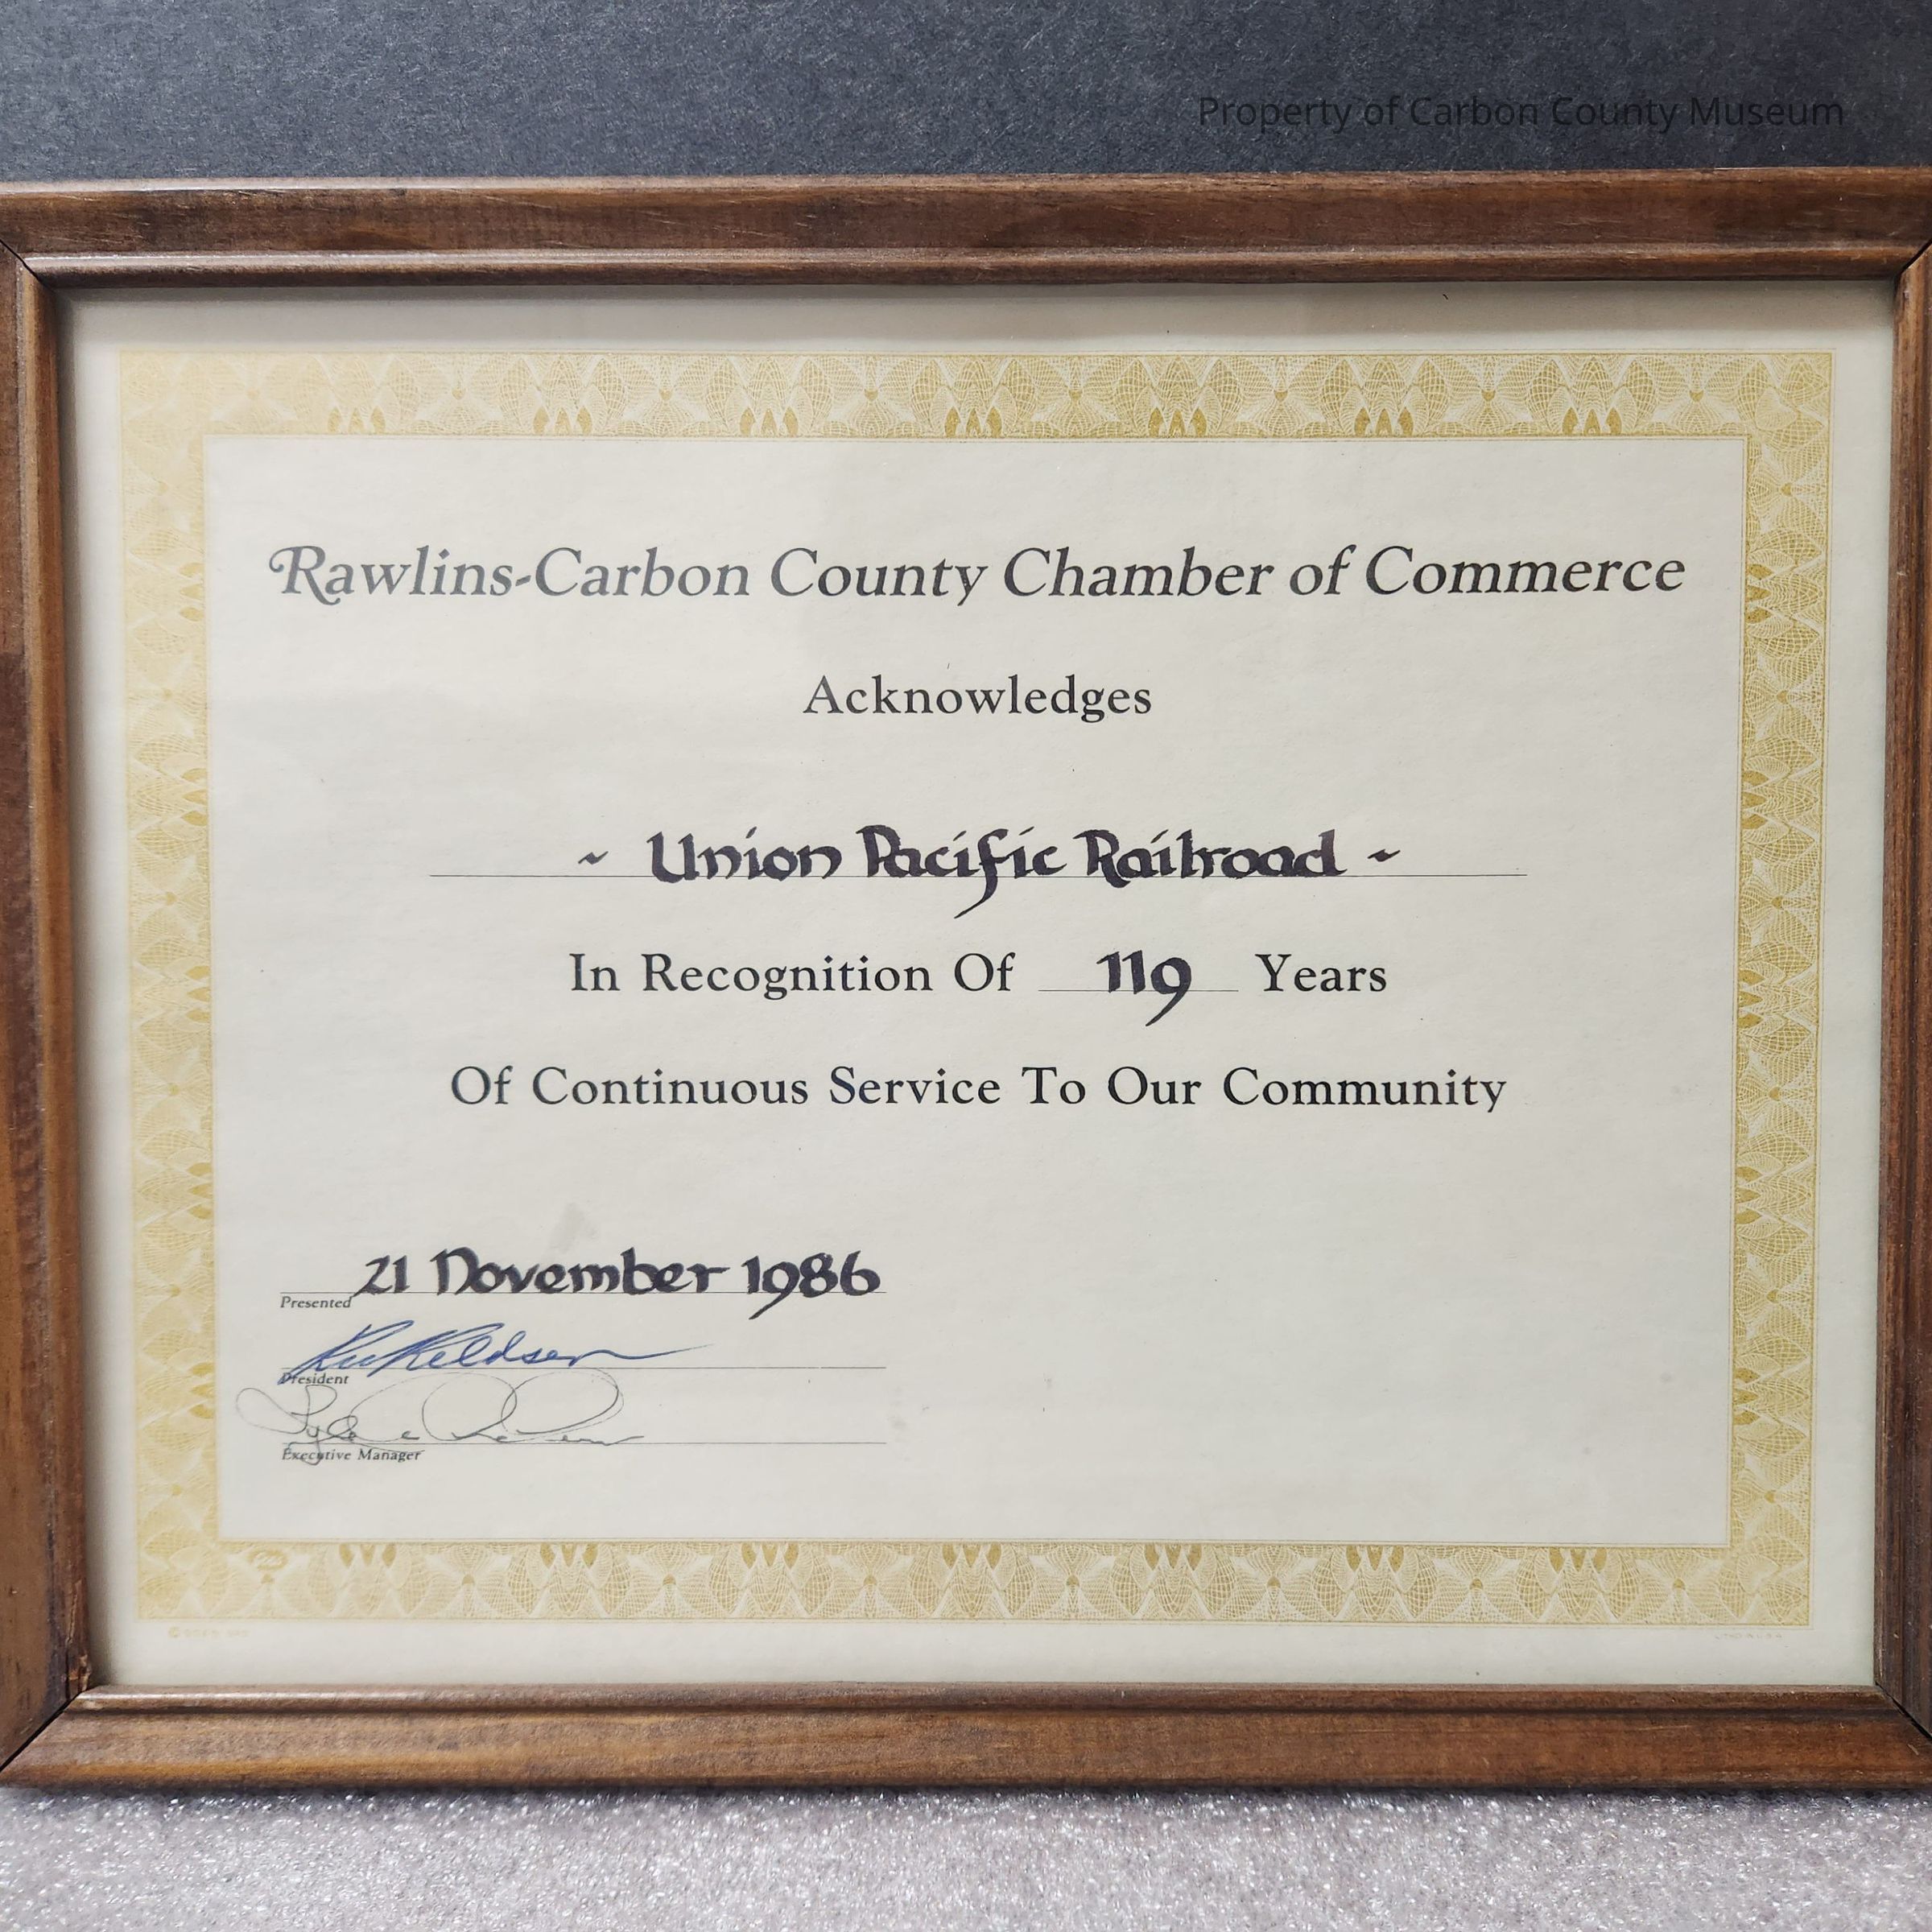 Property of Carbon County Museum
Rawlins-Carbon County Chamber of Commerce
Acknowledges
~ Union Pacific Railroad ~
In Recognition Of 119 Years
Of Continuous Service To Our Community
21 November 1986
Presented
President
Executive Manager